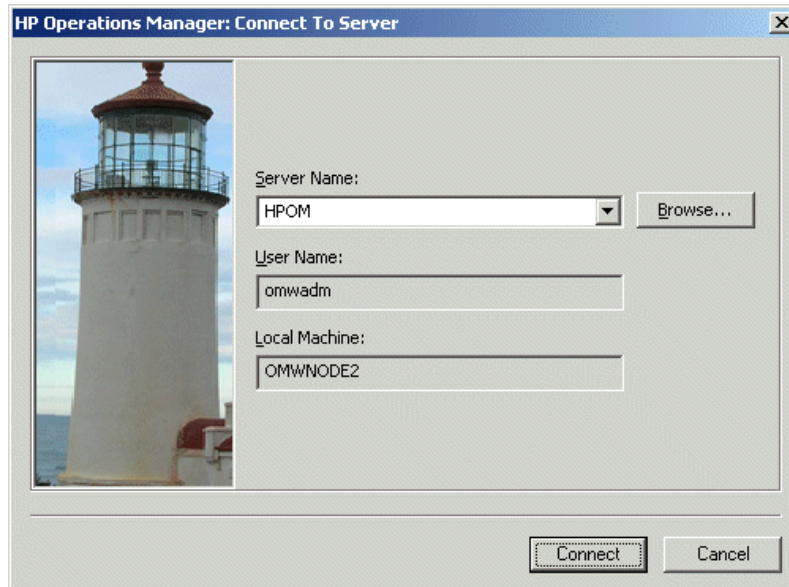 HP Operations Manager: Connect To Server
Server Name:
HPOM
Browse...
User Name:
omwadm
Local Machine:
OMWNODE2
Connect
Cancel